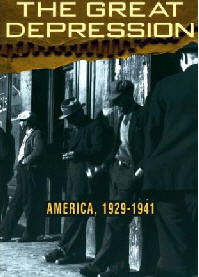 THE GREAT
DEPRESSION
AMERICA, 1929-1941